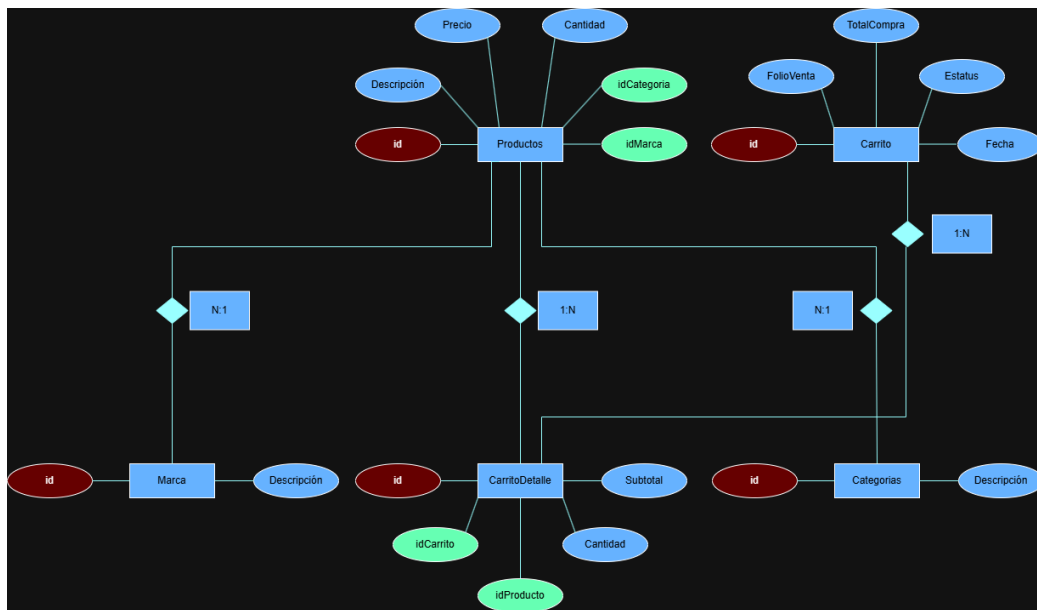 Precio
Cantidad
TotalCompra
Descripción
idCategoria
FolioVenta
Estatus
id
Productos
idMarca
id
Carrito
Fecha
1:N
N:1
1:N
N:1
id
Marca
Descripción
id
CarritoDetalle
Subtotal
id
Categorias
Descripción
idCarrito
Cantidad
idProducto